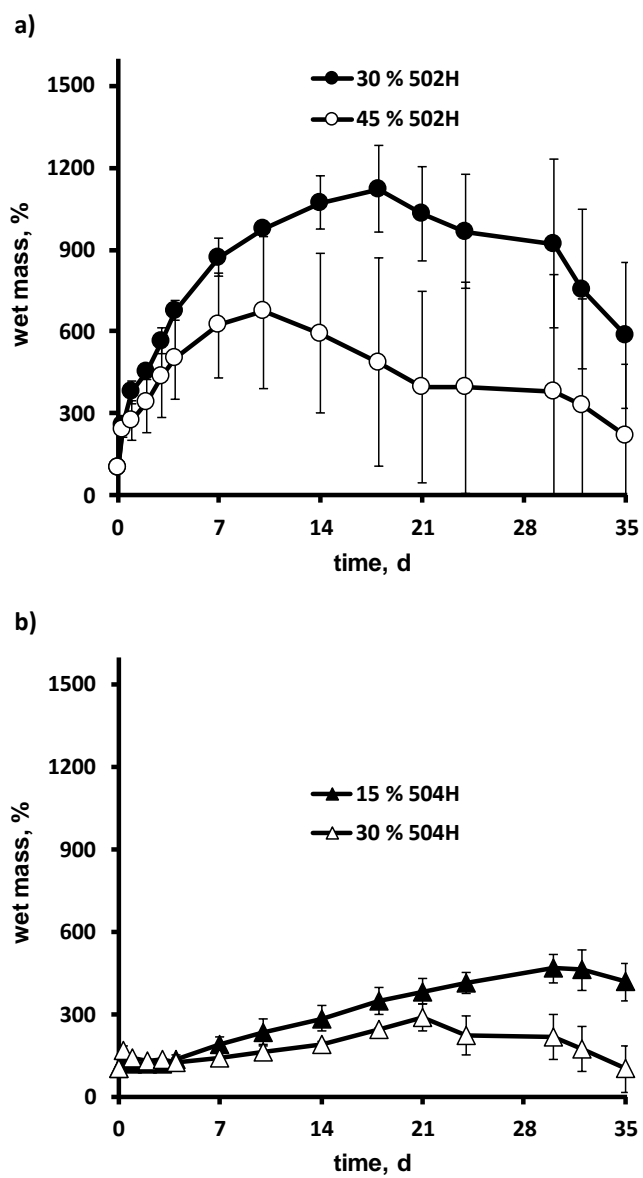 a)
1500
1200
900
600
300
0
30 % 502H
45 % 502H
wet mass, %
0 7 14 21 28 35
time, d
b)
1500
1200
900
600
300
0
15 % 504H
30 % 504H
wet mass, %
0 7 14 21 28 35
time, d